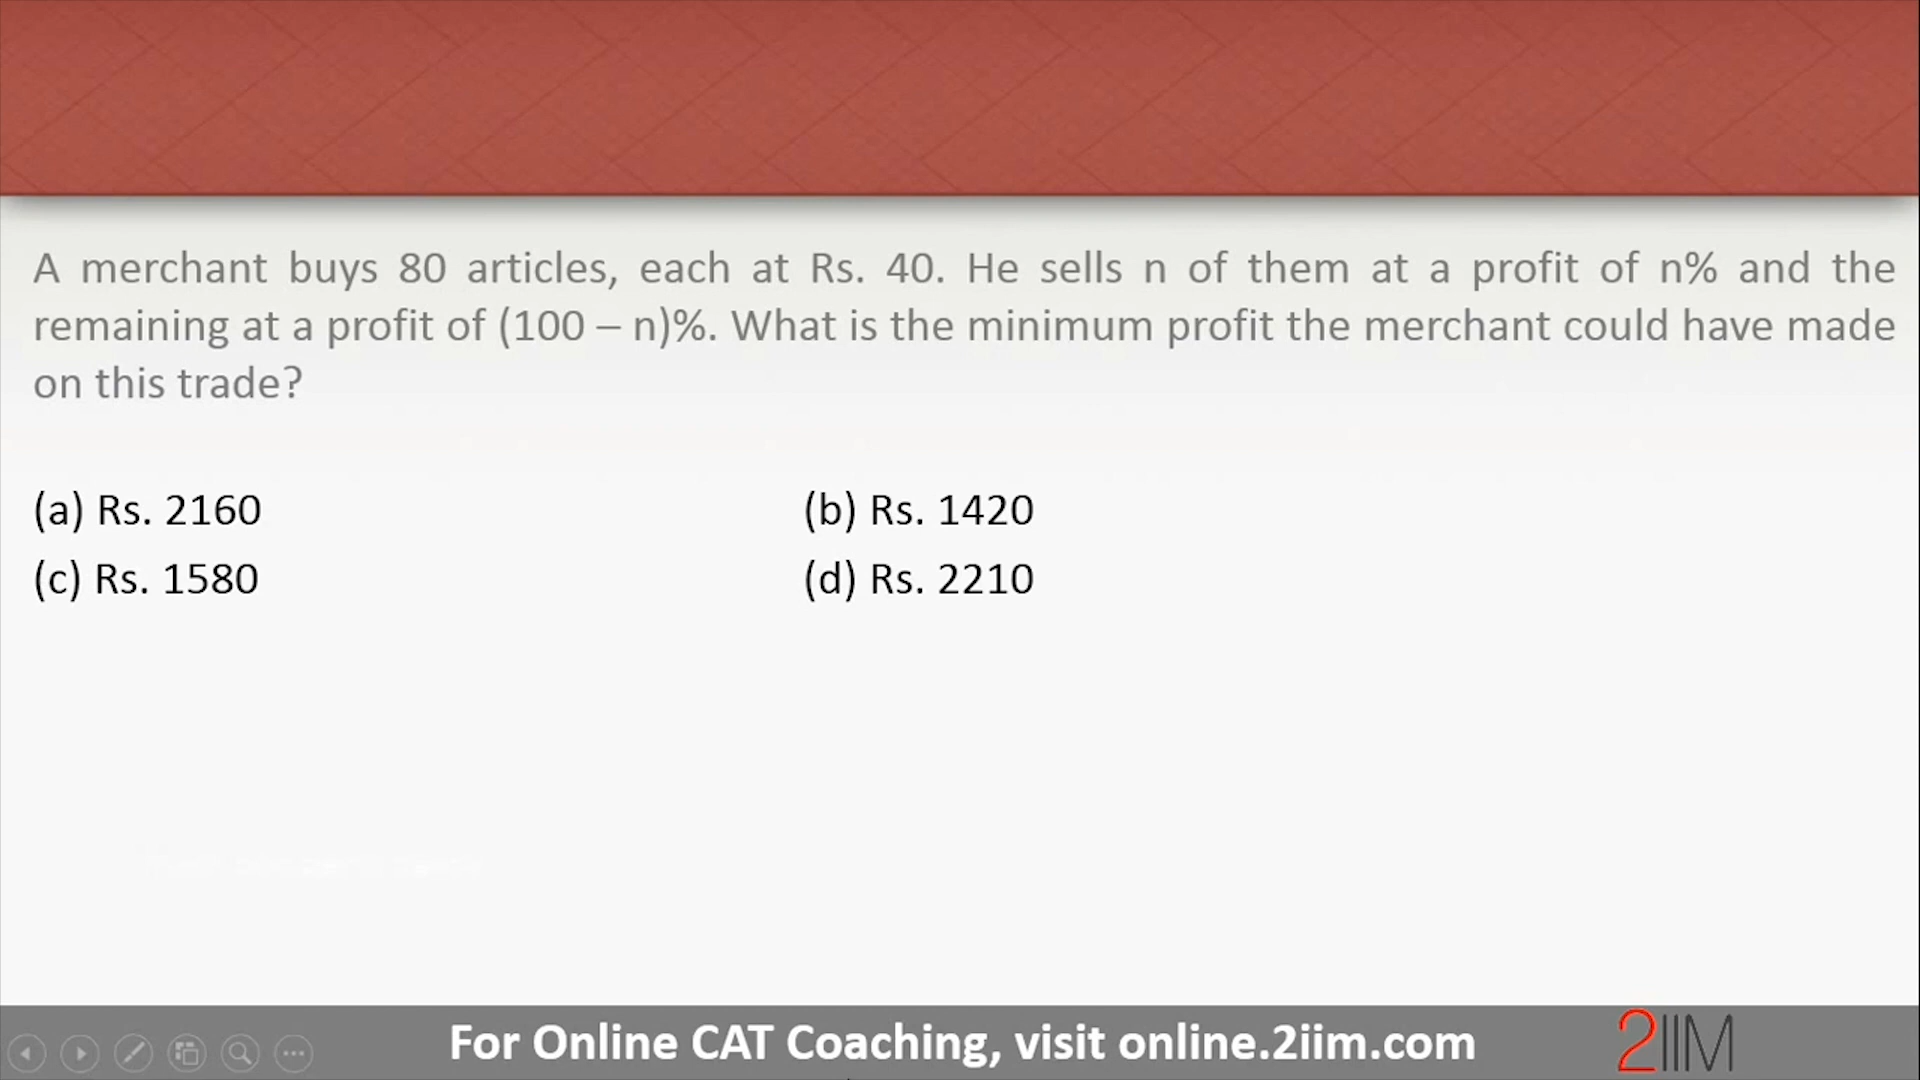 A merchant buys 80 articles, each at Rs. 40. He sells n of them at a profit of n% and the
remaining at a profit of (100 – n)%. What is the minimum profit the merchant could have made
on this trade?
(a) Rs. 2160
(b) Rs. 1420
(c) Rs. 1580
(d) Rs. 2210
For Online CAT Coaching, visit online.2iim.com
2IIM